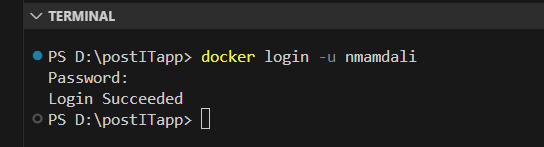 TERMINAL
PS D:\postITapp> docker login -u nmamdali
Password:
Login Succeeded
PS D:\postITapp>